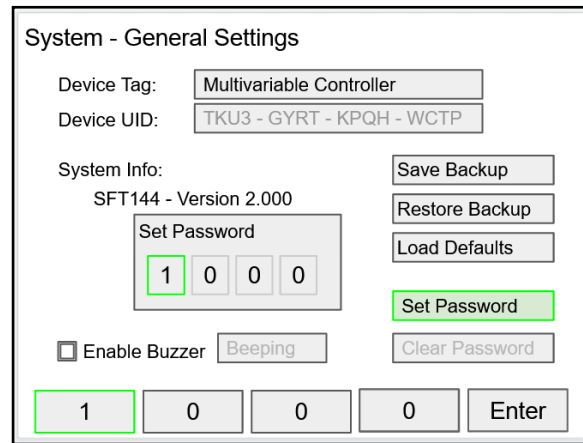 System - General Settings
Device Tag: Multivariable Controller
Device UID: TKU3 - GYRT - KPQH - WCTP
System Info:
SFT144 - Version 2.000
Save Backup
Restore Backup
Load Defaults
Set Password
1 0 0 0
Set Password
Enable Buzzer Beeping
Clear Password
1 0 0 0 Enter